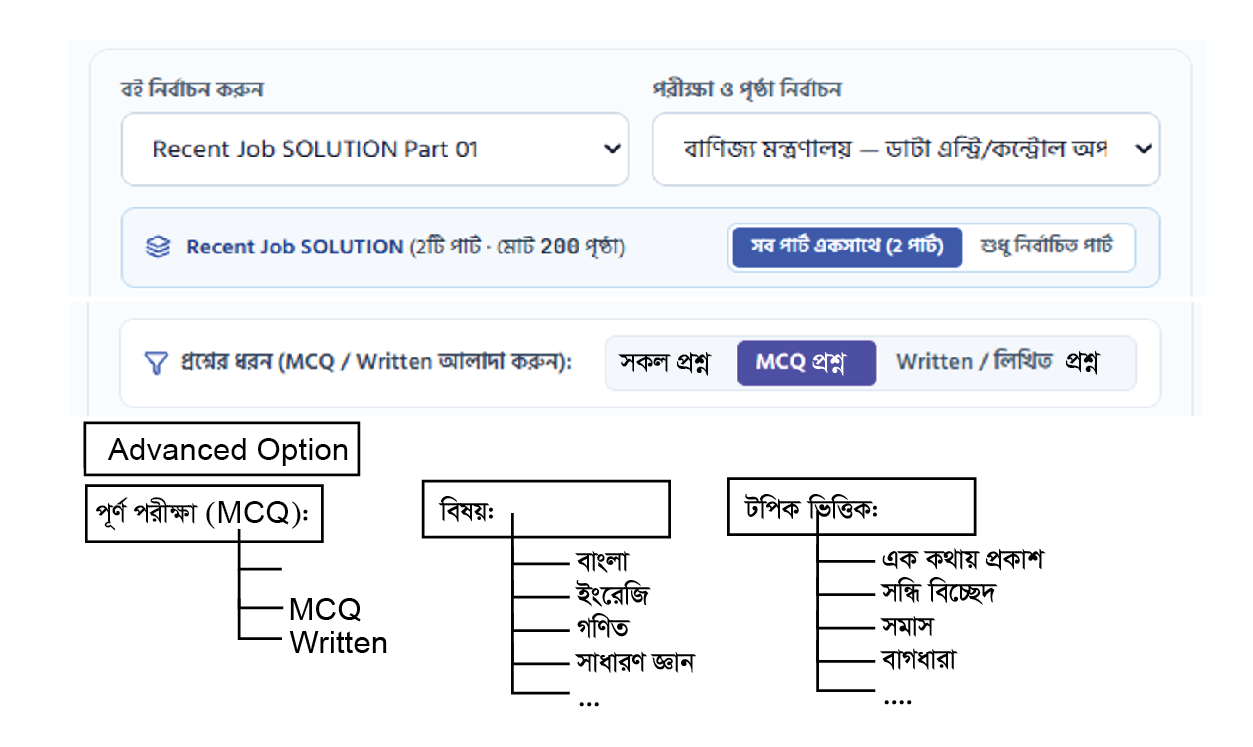 বই নির্বাচন করুন
পরীক্ষা ও পৃষ্ঠা নির্বাচন
Recent Job SOLUTION Part 01
বাণিজ্য মন্ত্রণালয় — ডাটা এন্ট্রি/কন্ট্রোল অপ
Recent Job SOLUTION (2টি পার্ট · মোট 200 পৃষ্ঠা)
সব পার্ট একসাথে (2 পার্ট)
শুধু নির্বাচিত পার্ট
প্রশ্নের ধরন (MCQ / Written আলাদা করুন):
সকল প্রশ্ন
MCQ প্রশ্ন
Written / লিখিত প্রশ্ন
Advanced Option
পূর্ণ পরীক্ষা (MCQ):
MCQ
Written
বিষয়:
বাংলা
ইংরেজি
গণিত
সাধারণ জ্ঞান
...
টপিক ভিত্তিক:
এক কথায় প্রকাশ
সন্ধি বিচ্ছেদ
সমাস
বাগধারা
....